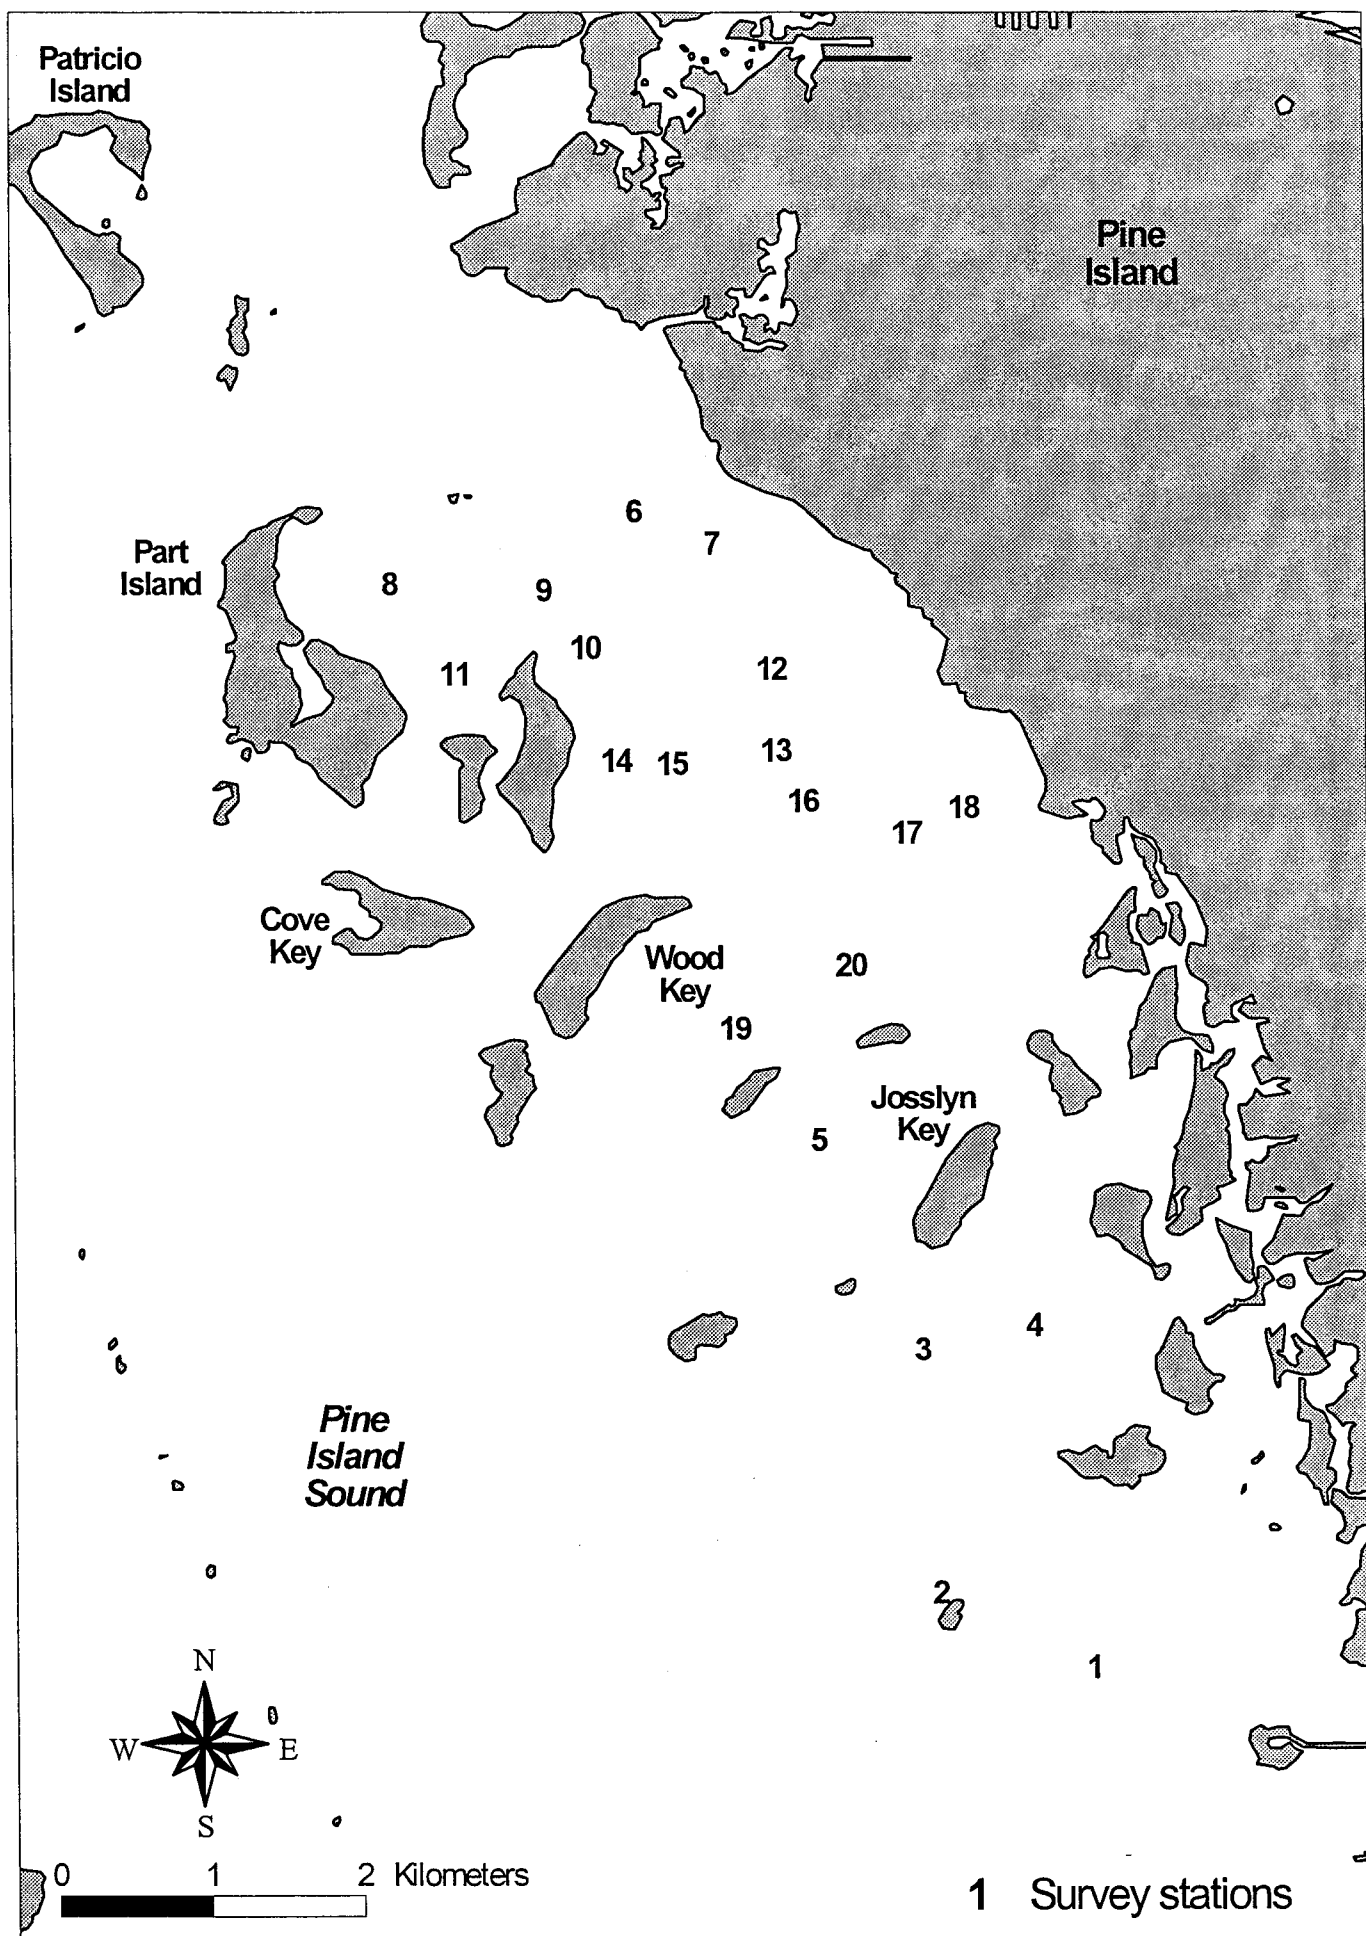 Patricio
Island
Pine
Island
6
7
Part
Island
8
9
10
11
12
13
14
15
16
17
18
Cove
Key
Wood
Key
20
19
Josslyn
Key
5
4
3
Pine
Island
Sound
2
1
N
W
E
S
0 1 2 Kilometers
1 Survey stations